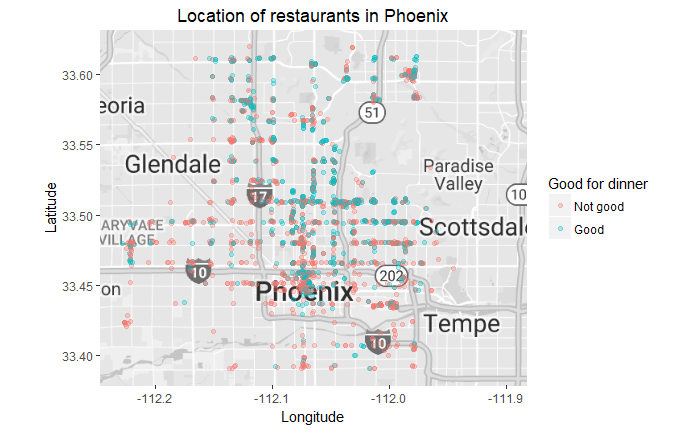 Location of restaurants in Phoenix
33.60
33.55
33.50
33.45
33.40
Latitude
eoria
51
Glendale
Paradise
Valley
17
10
ARYVALE
VILLAGE
Scottsdal
10
202
on
Phoenix
Tempe
10
-112.2
-112.1
-112.0
-111.9
Longitude
Good for dinner
Not good
Good